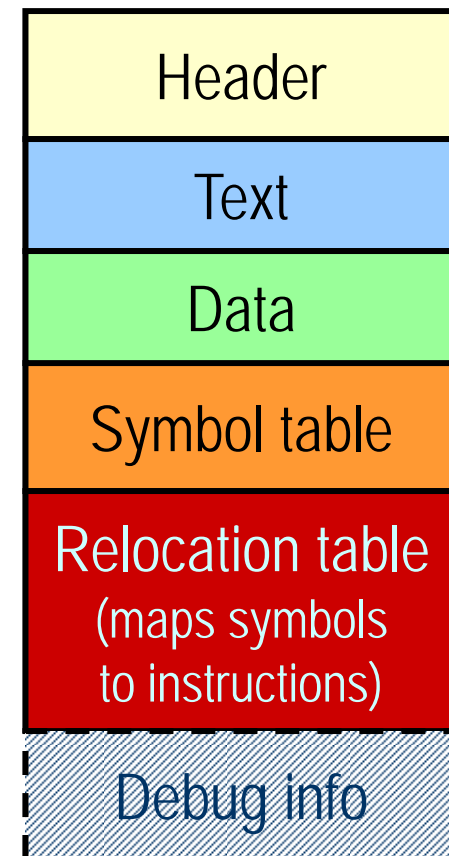 Header
Text
Data
Symbol table
Relocation table
(maps symbols
to instructions)
Debug info